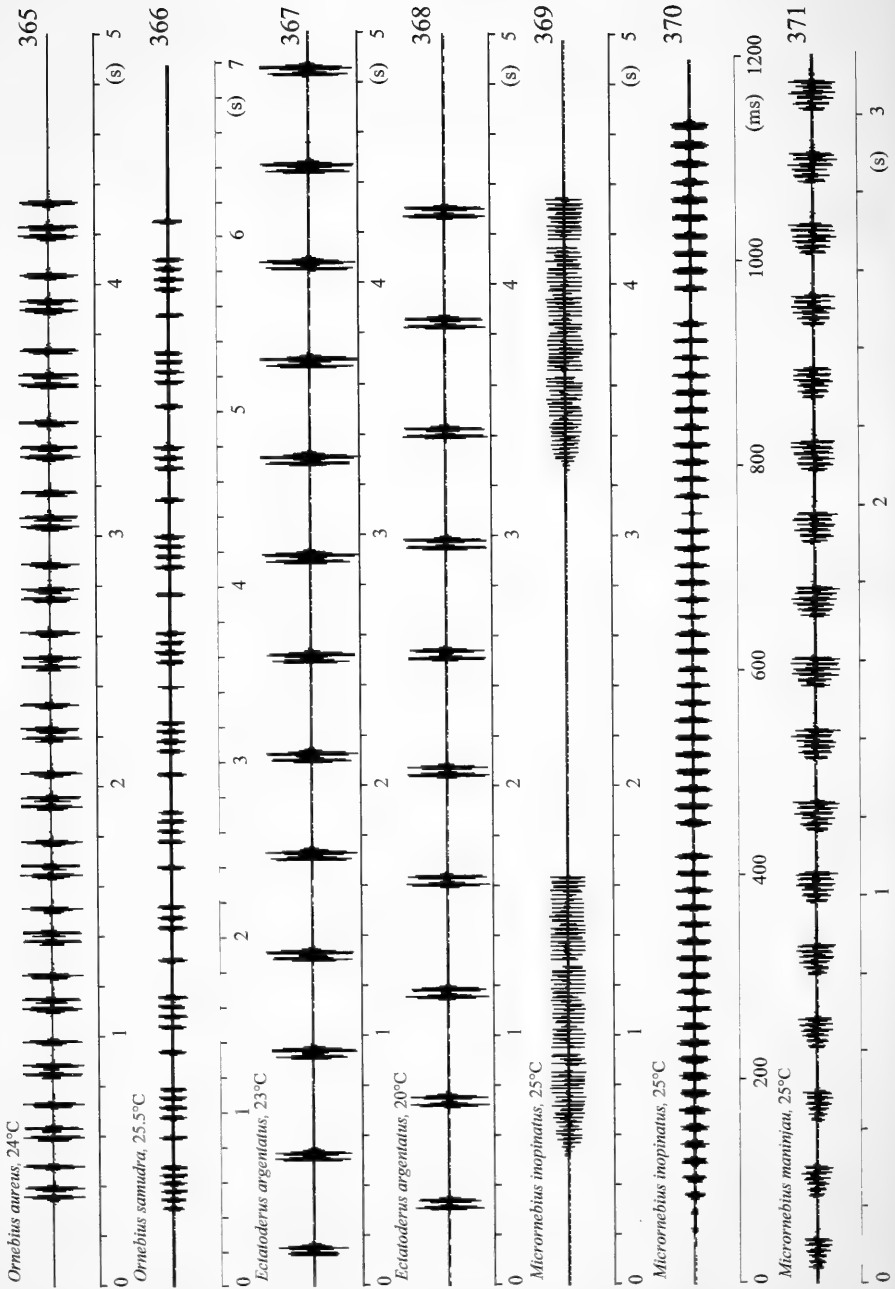 Ornebius aureus, 24°C
365
0 1 2 3 4 (s) 5
Ornebius samudra, 25.5°C
366
0 1 2 3 4 5 6 (s) 7
Ectatoderus argentatus, 23°C
367
0 1 2 3 4 (s) 5
Ectatoderus argentatus, 20°C
368
0 1 2 3 4 (s) 5
Micrornebius inopinatus, 25°C
369
0 1 2 3 4 (s) 5
Micrornebius inopinatus, 25°C
370
0 200 400 600 800 1000 (ms) 1200
Micrornebius maninjau, 25°C
371
0 1 2 (s) 3